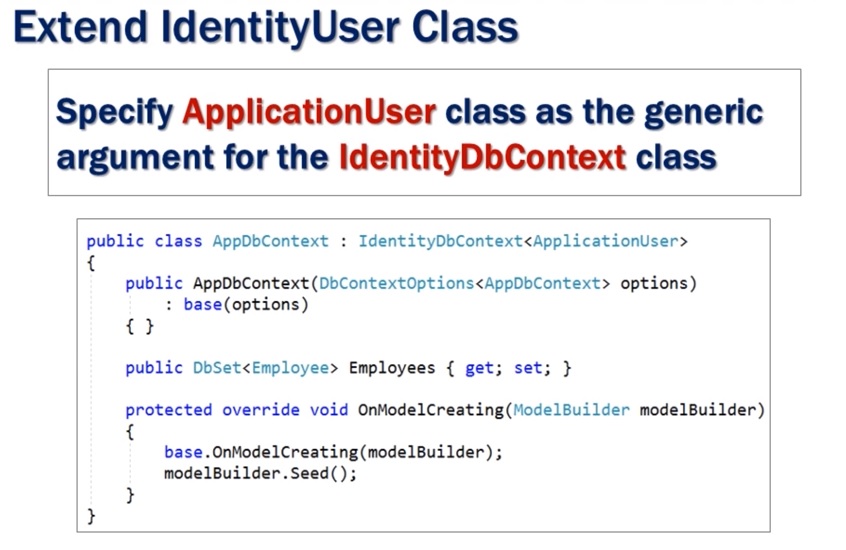 Extend IdentityUser Class
Specify ApplicationUser class as the generic
argument for the IdentityDbContext class
public class AppDbContext : IdentityDbContext<ApplicationUser>
{
    public AppDbContext(DbContextOptions<AppDbContext> options)
        : base(options)
    { }
    public DbSet<Employee> Employees { get; set; }
    protected override void OnModelCreating(ModelBuilder modelBuilder)
    {
        base.OnModelCreating(modelBuilder);
        modelBuilder.Seed();
    }
}